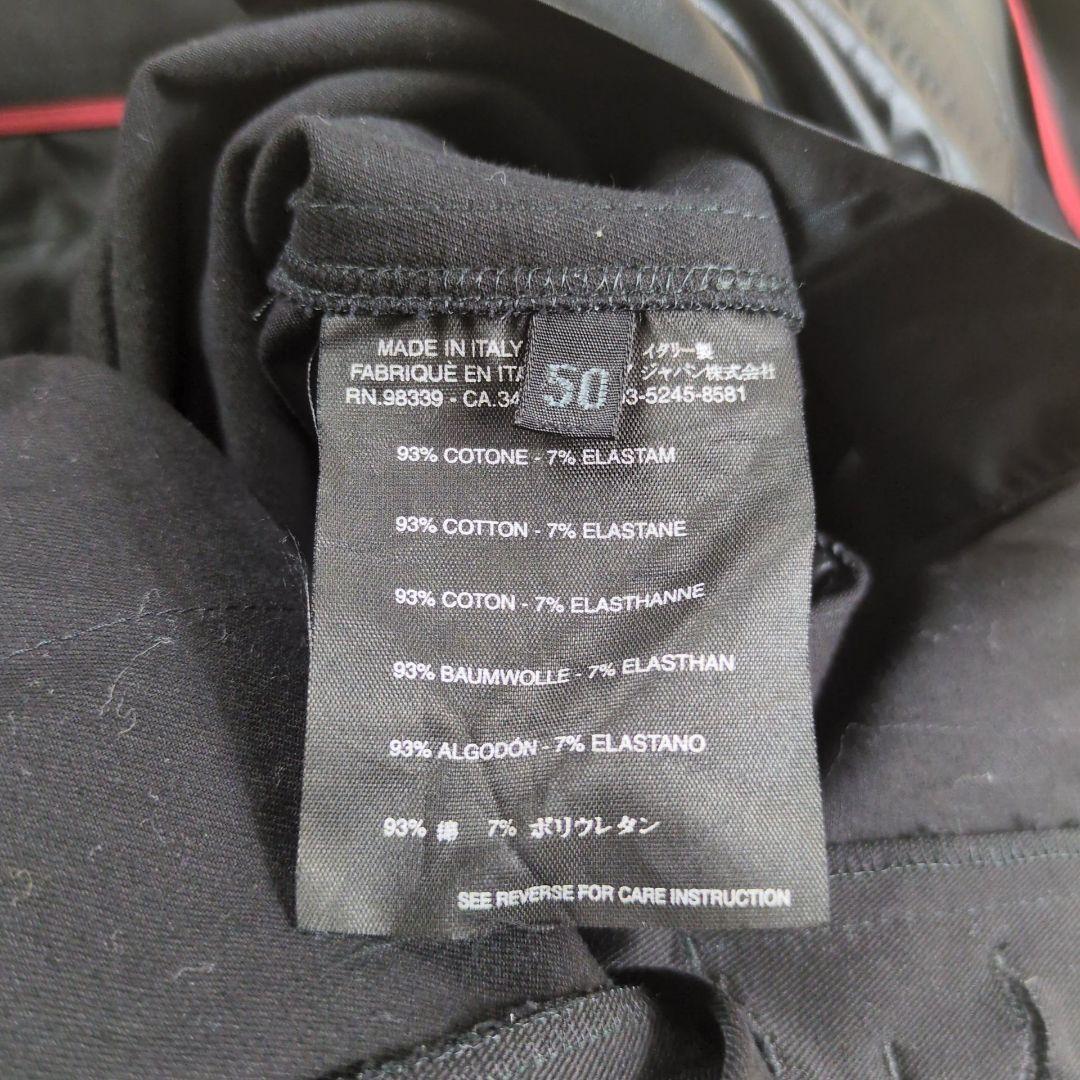 MADE IN ITALY イタリー製
FABRIQUÈ EN ITA ジャパン株式会社
RN.98339 - CA.34 3-5245-8581
50
93% COTONE - 7% ELASTAM
93% COTTON - 7% ELASTANE
93% COTON - 7% ELASTHANNE
93% BAUMWOLLE - 7% ELASTHAN
93% ALGODÓN - 7% ELASTANO
93% 綿 7% ポリウレタン
SEE REVERSE FOR CARE INSTRUCTION